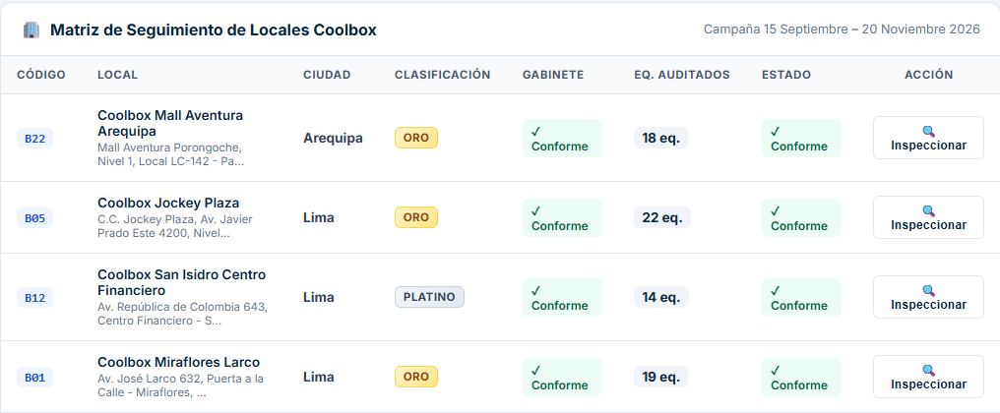 Matriz de Seguimiento de Locales Coolbox
Campaña 15 Septiembre – 20 Noviembre 2026
CÓDIGO LOCAL CIUDAD CLASIFICACIÓN GABINETE EQ. AUDITADOS ESTADO ACCIÓN
B22
Coolbox Mall Aventura
Arequipa
Mall Aventura Porongoche,
Nivel 1, Local LC-142 - Pa...
Arequipa
ORO
✓
Conforme
18 eq.
✓
Conforme
Inspeccionar
B05
Coolbox Jockey Plaza
C.C. Jockey Plaza, Av. Javier
Prado Este 4200, Nivel...
Lima
ORO
✓
Conforme
22 eq.
✓
Conforme
Inspeccionar
B12
Coolbox San Isidro Centro
Financiero
Av. República de Colombia 643,
Centro Financiero - S...
Lima
PLATINO
✓
Conforme
14 eq.
✓
Conforme
Inspeccionar
B01
Coolbox Miraflores Larco
Av. José Larco 632, Puerta a la
Calle - Miraflores, ...
Lima
ORO
✓
Conforme
19 eq.
✓
Conforme
Inspeccionar